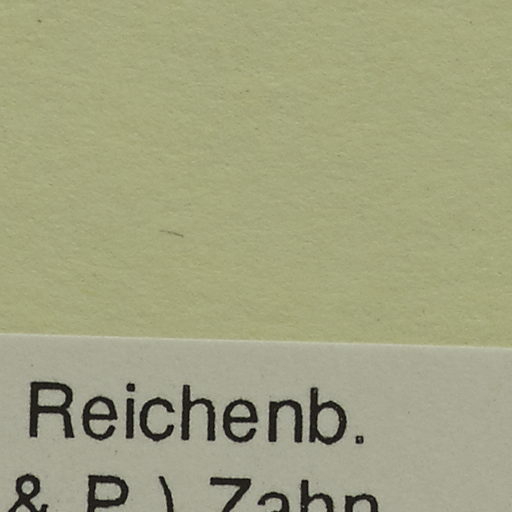 Reichenb.
& P.) Zahn